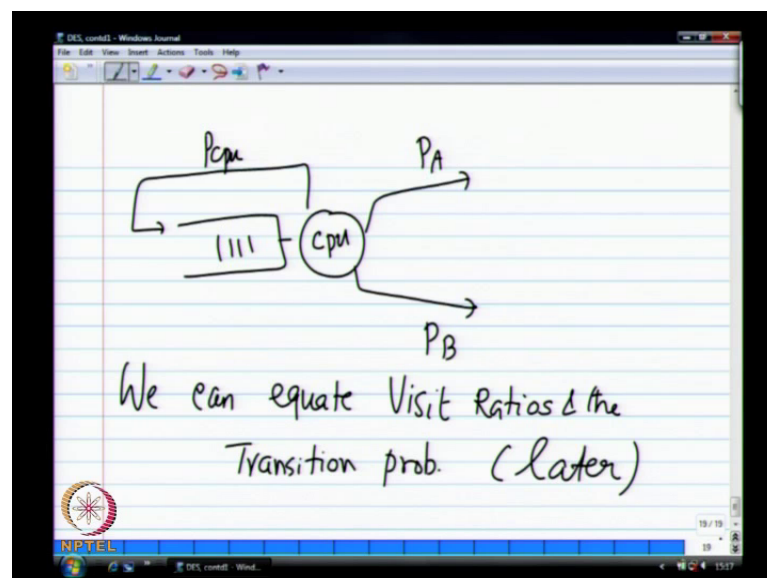 DES, contd1 - Windows Journal
File Edit View Insert Actions Tools Help
Pcpu
PA
cpu
PB
We can equate Visit Ratios & the
Transition prob. (later)
19 / 19
19
NPTEL
DES, contd1 - Wind...
15:17